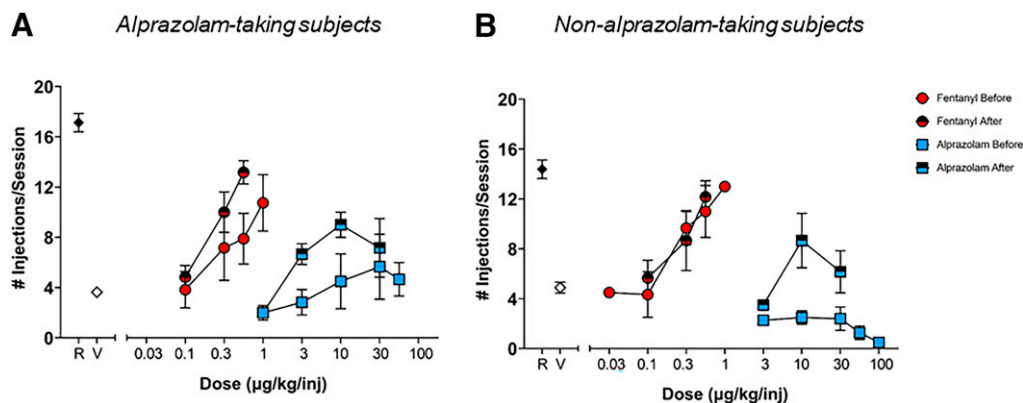 A
Alprazolam-taking subjects
# Injections/Session
20
16
12
8
4
0
R V
0.03 0.1 0.3 1 3 10 30 100
Dose (µg/kg/inj)
B
Non-alprazolam-taking subjects
# Injections/Session
20
16
12
8
4
0
R V
0.03 0.1 0.3 1 3 10 30 100
Dose (µg/kg/inj)
Fentanyl Before
Fentanyl After
Alprazolam Before
Alprazolam After